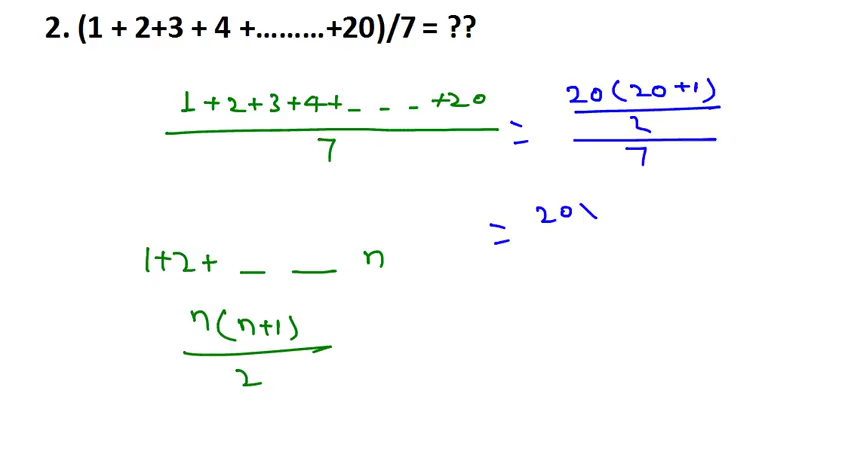 2. (1 + 2+3 + 4 +.........+20)/7 = ??
1+2+3+4+_ _ _ +20 / 7 = 20(20+1) / 2 / 7
= 20\
1+2+ _ _ n
n(n+1) / 2